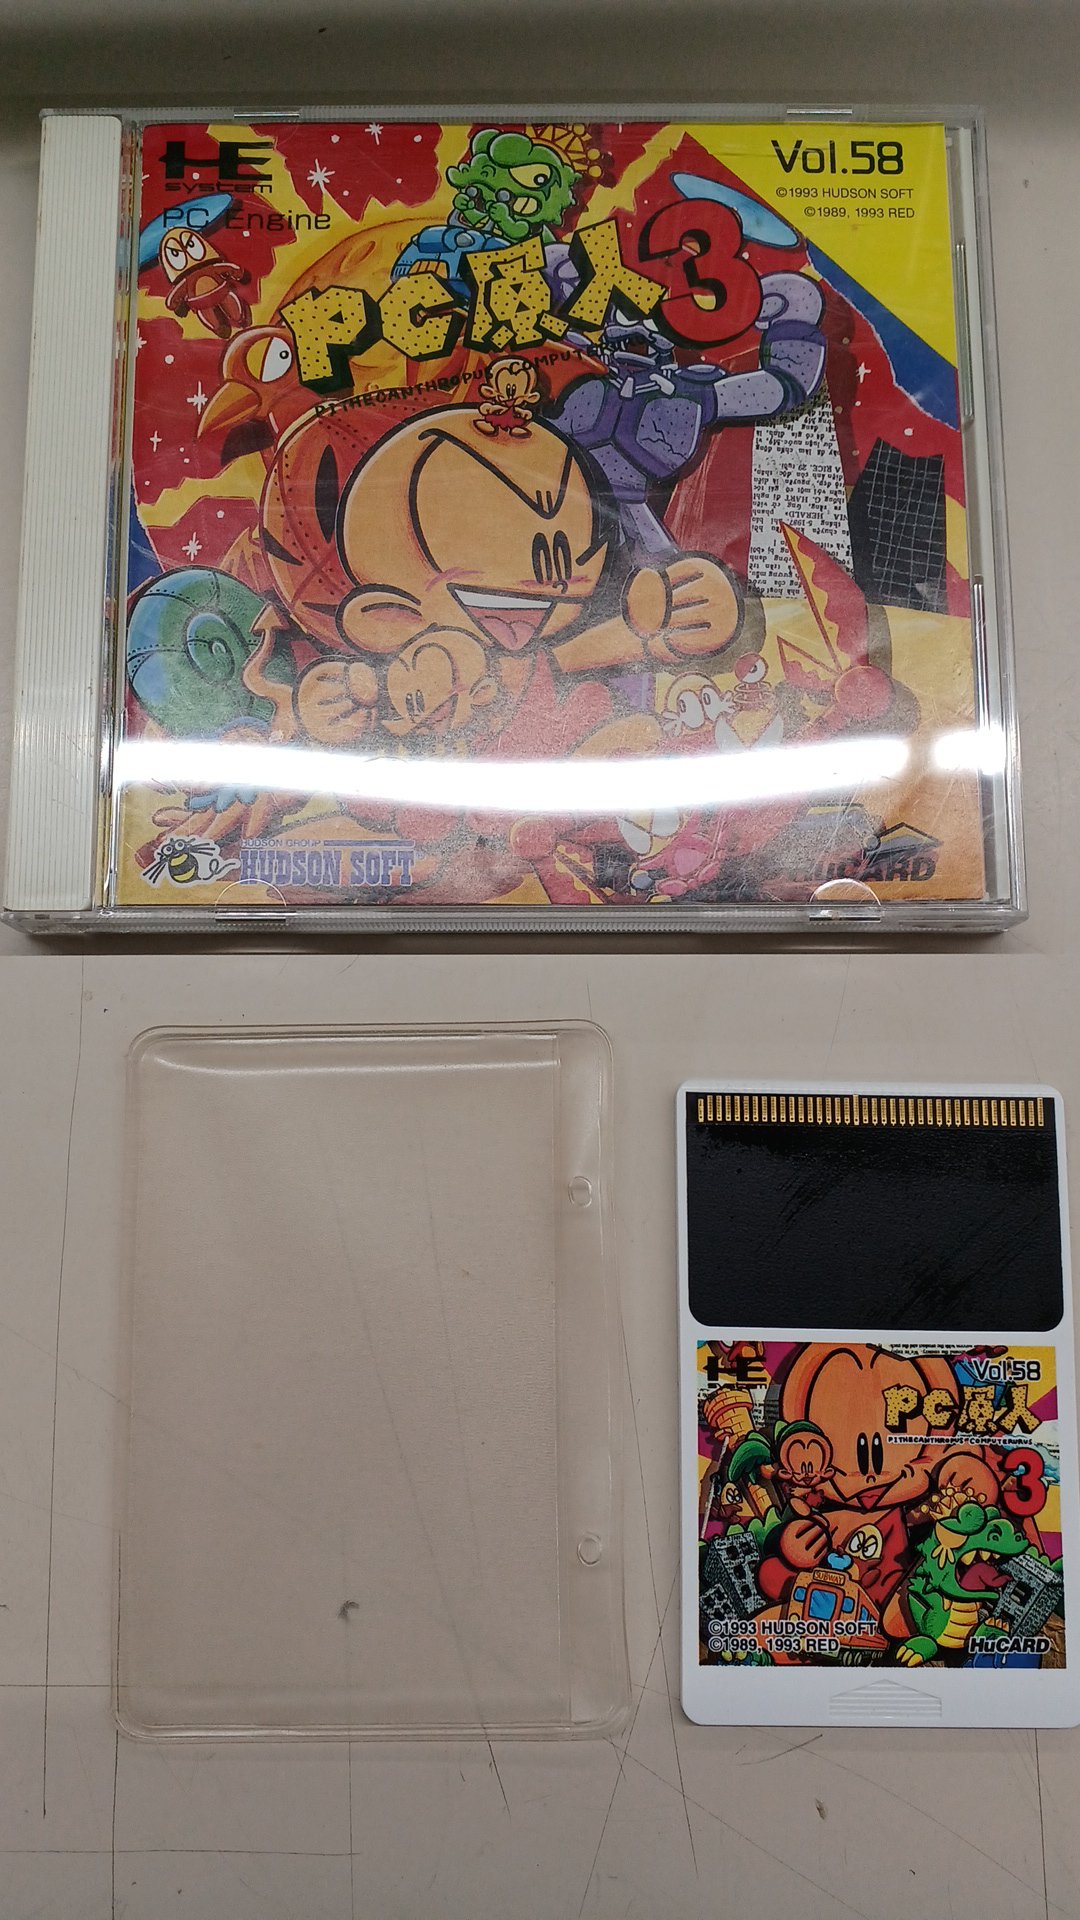 HE
system
PC Engine
Vol.58
©1993 HUDSON SOFT
©1989, 1993 RED
PC原人3
PITHECANTHROPUS COMPUTERURUS
HUDSON GROUP
HUDSON SOFT
HuCARD
HE
Vol.58
PC原人
PITHECANTHROPUS COMPUTERURUS
3
SUBWAY
©1993 HUDSON SOFT
©1989, 1993 RED
HuCARD